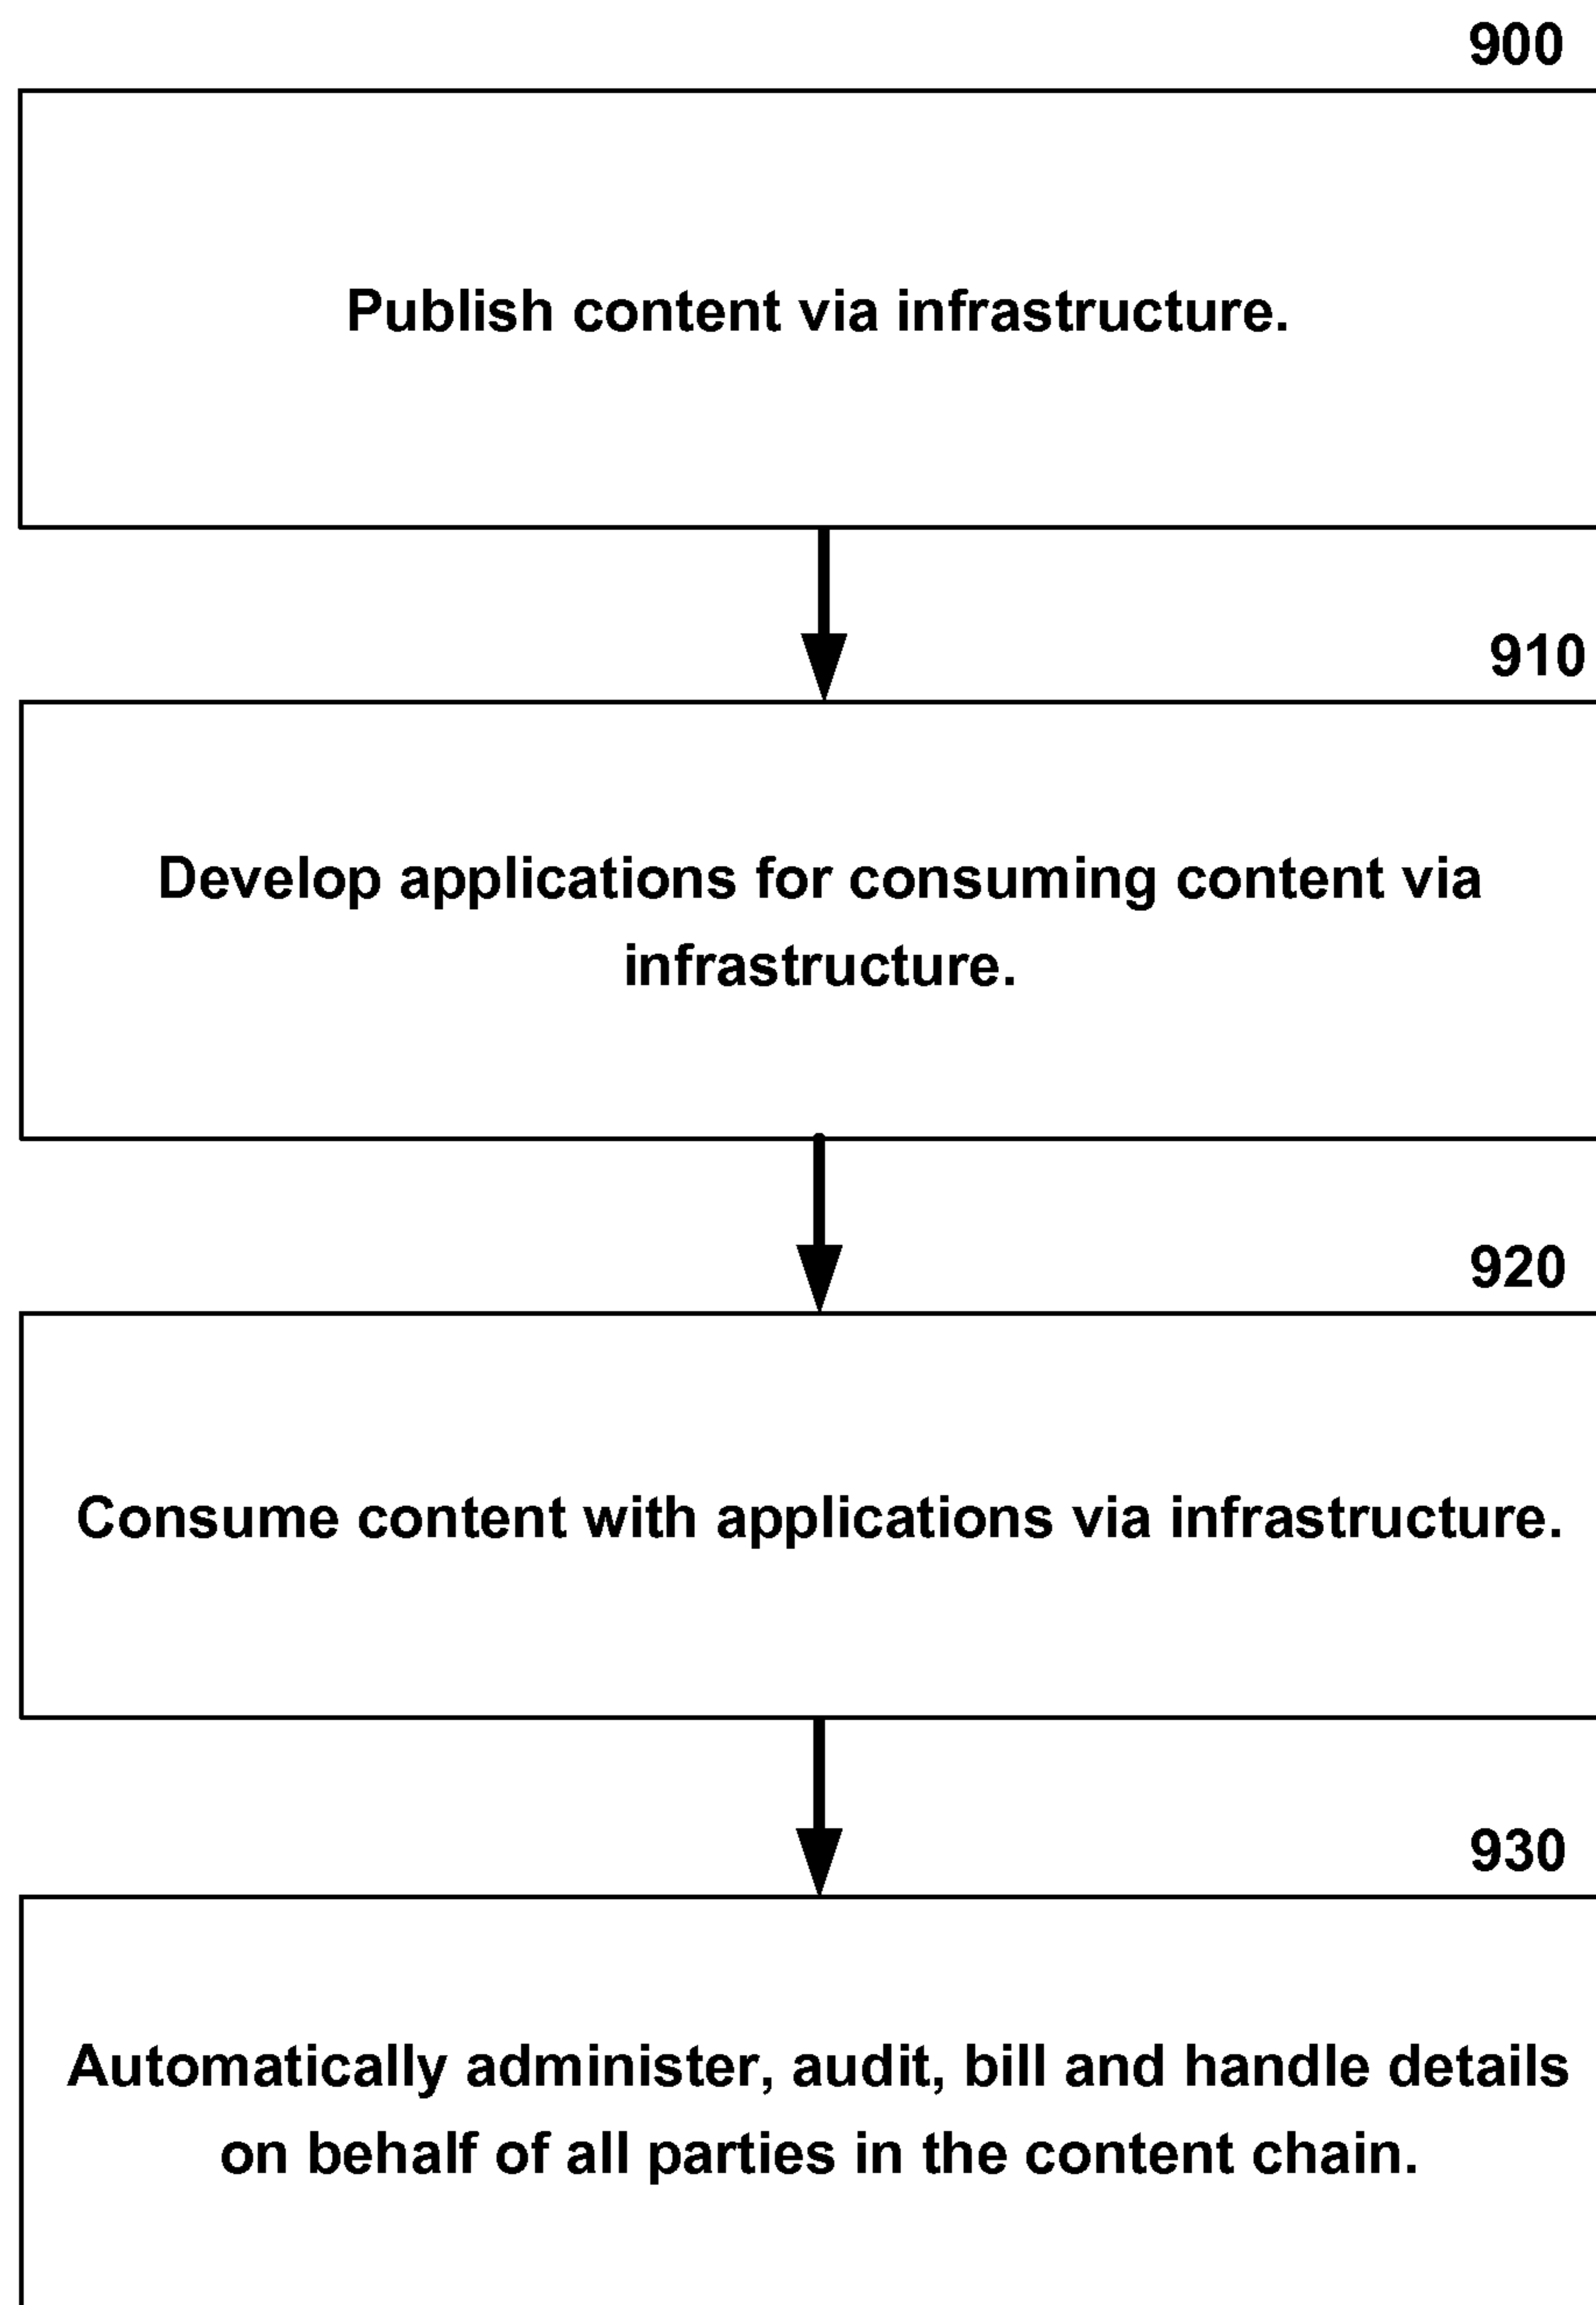 900
Publish content via infrastructure.
910
Develop applications for consuming content via
infrastructure.
920
Consume content with applications via infrastructure.
930
Automatically administer, audit, bill and handle details
on behalf of all parties in the content chain.